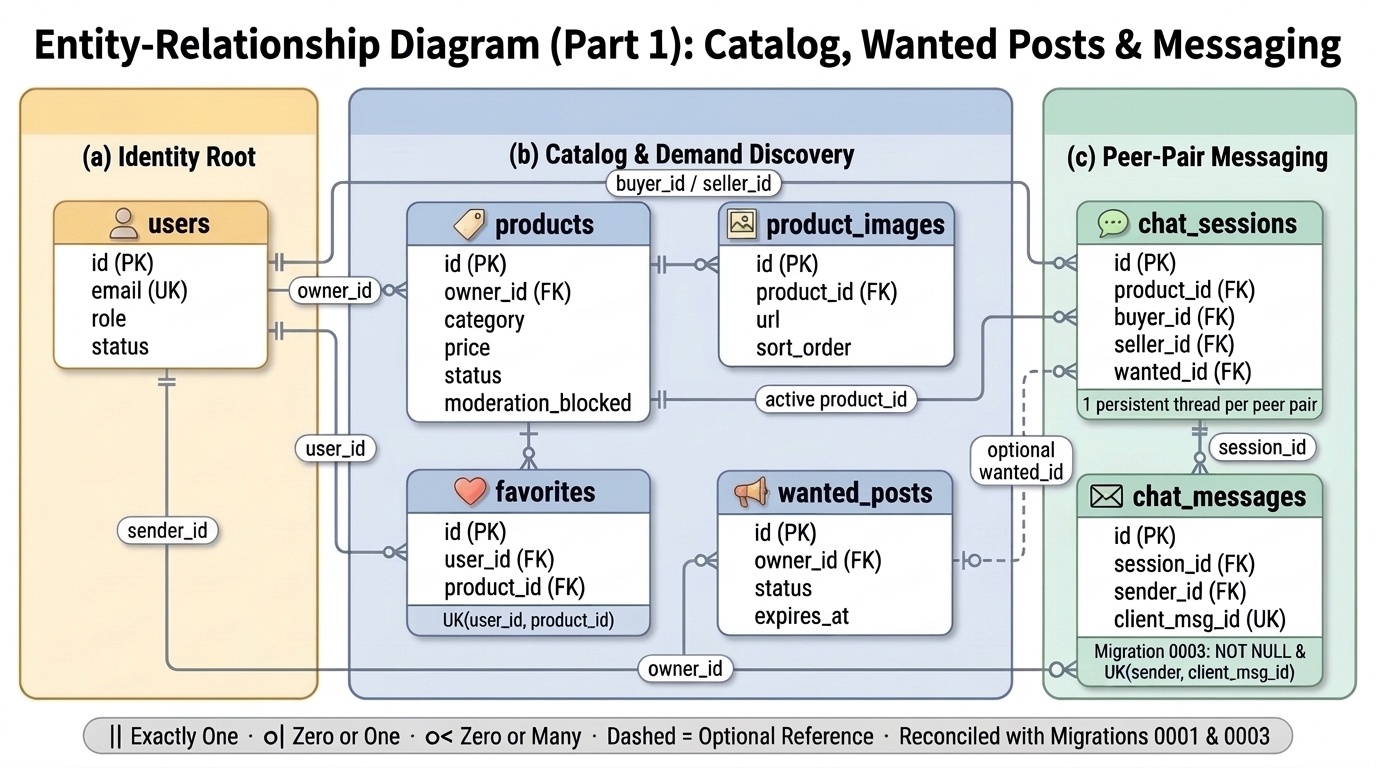 Entity-Relationship Diagram (Part 1): Catalog, Wanted Posts & Messaging
(a) Identity Root
users
id (PK)
email (UK)
role
status
owner_id
user_id
sender_id
(b) Catalog & Demand Discovery
buyer_id / seller_id
products
id (PK)
owner_id (FK)
category
price
status
moderation_blocked
product_images
id (PK)
product_id (FK)
url
sort_order
active product_id
favorites
id (PK)
user_id (FK)
product_id (FK)
UK(user_id, product_id)
wanted_posts
id (PK)
owner_id (FK)
status
expires_at
owner_id
optional
wanted_id
(c) Peer-Pair Messaging
chat_sessions
id (PK)
product_id (FK)
buyer_id (FK)
seller_id (FK)
wanted_id (FK)
1 persistent thread per peer pair
session_id
chat_messages
id (PK)
session_id (FK)
sender_id (FK)
client_msg_id (UK)
Migration 0003: NOT NULL &
UK(sender, client_msg_id)
|| Exactly One · o| Zero or One · o< Zero or Many · Dashed = Optional Reference · Reconciled with Migrations 0001 & 0003